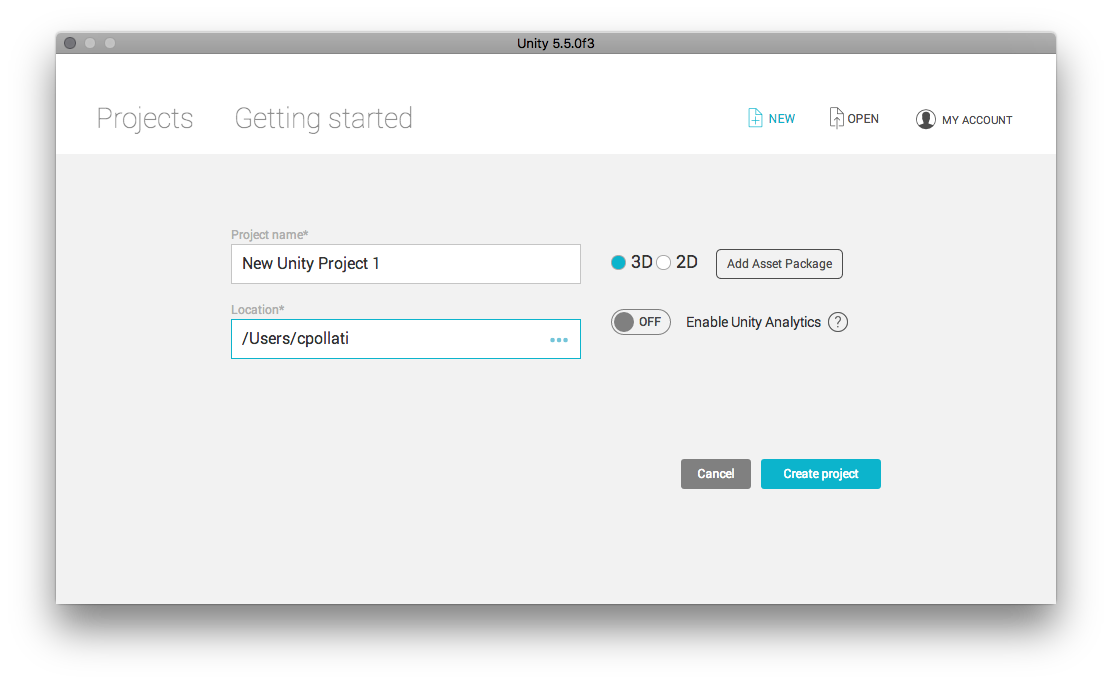 Unity 5.5.0f3
Projects Getting started NEW OPEN MY ACCOUNT
Project name*
New Unity Project 1
3D 2D Add Asset Package
Location*
/Users/cpollati •••
OFF Enable Unity Analytics ?
Cancel Create project